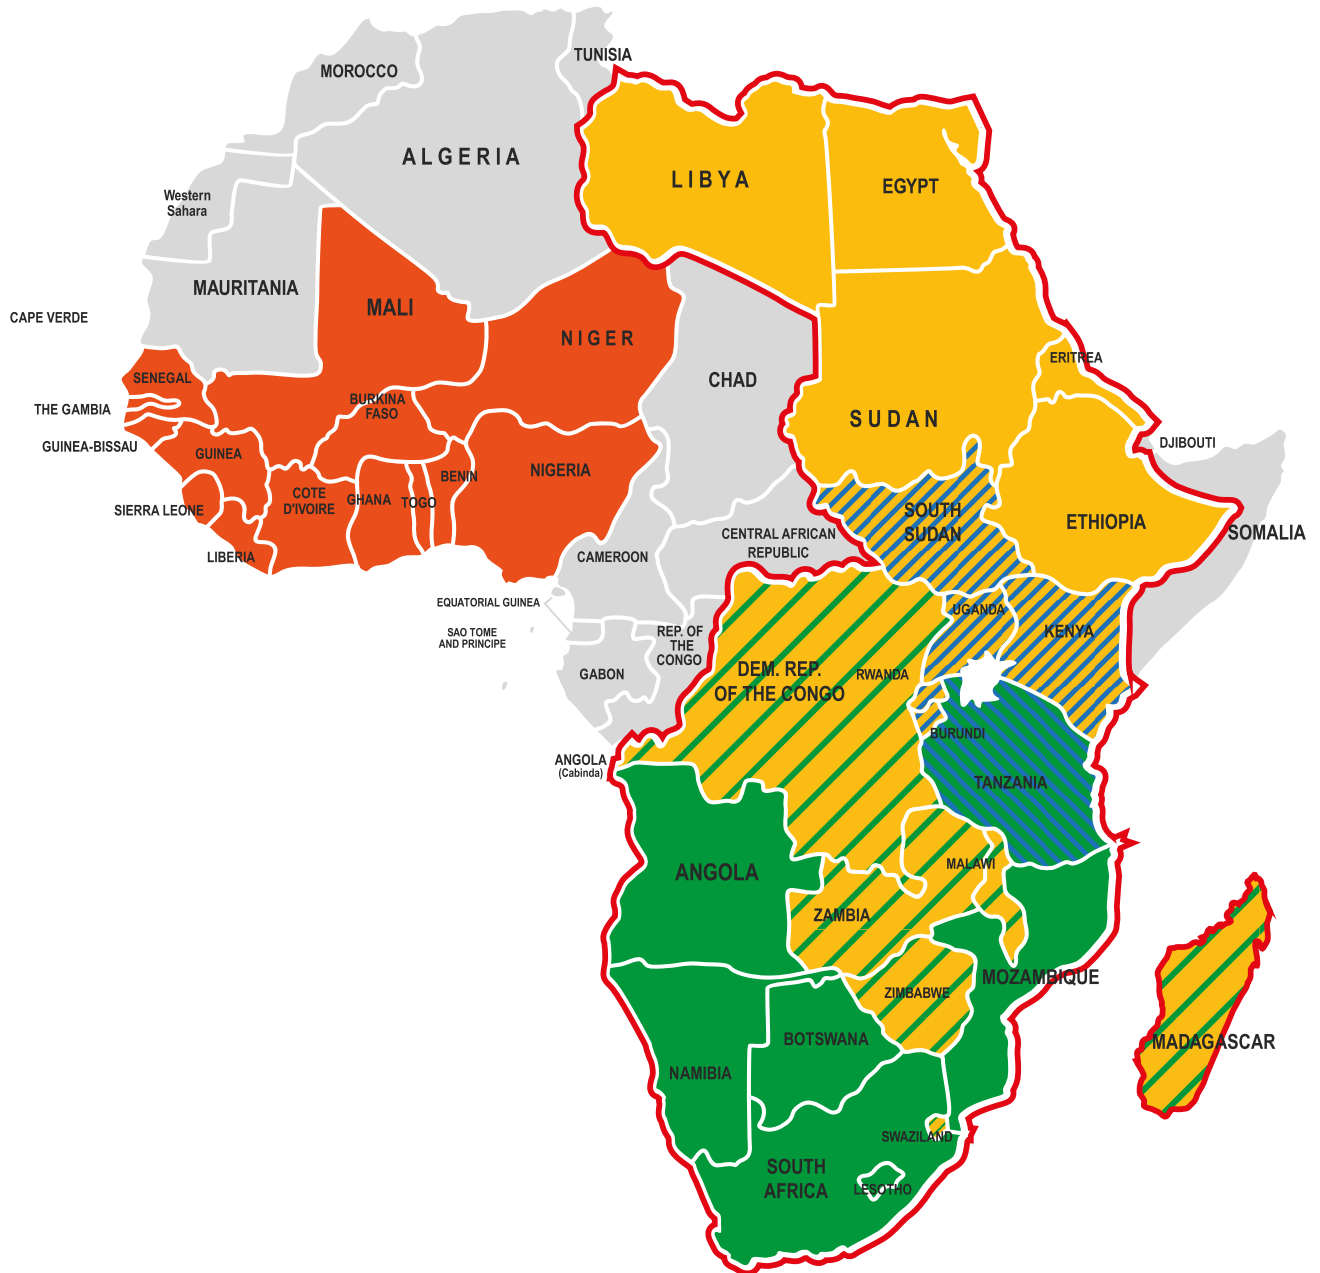 TUNISIA
MOROCCO
ALGERIA
LIBYA
EGYPT
Western
Sahara
MAURITANIA
MALI
CAPE VERDE
NIGER
ERITREA
CHAD
SENEGAL
BURKINA
FASO
THE GAMBIA
SUDAN
DJIBOUTI
GUINEA-BISSAU
GUINEA
NIGERIA
BENIN
COTE
D'IVOIRE
GHANA
TOGO
SIERRA LEONE
SOUTH
SUDAN
ETHIOPIA
SOMALIA
CENTRAL AFRICAN
REPUBLIC
LIBERIA
CAMEROON
EQUATORIAL GUINEA
UGANDA
KENYA
SAO TOME
AND PRINCIPE
REP. OF
THE
CONGO
GABON
DEM. REP.
OF THE CONGO
RWANDA
BURUNDI
ANGOLA
(Cabinda)
TANZANIA
MALAWI
ANGOLA
ZAMBIA
MOZAMBIQUE
ZIMBABWE
BOTSWANA
MADAGASCAR
NAMIBIA
SWAZILAND
SOUTH
AFRICA
LESOTHO